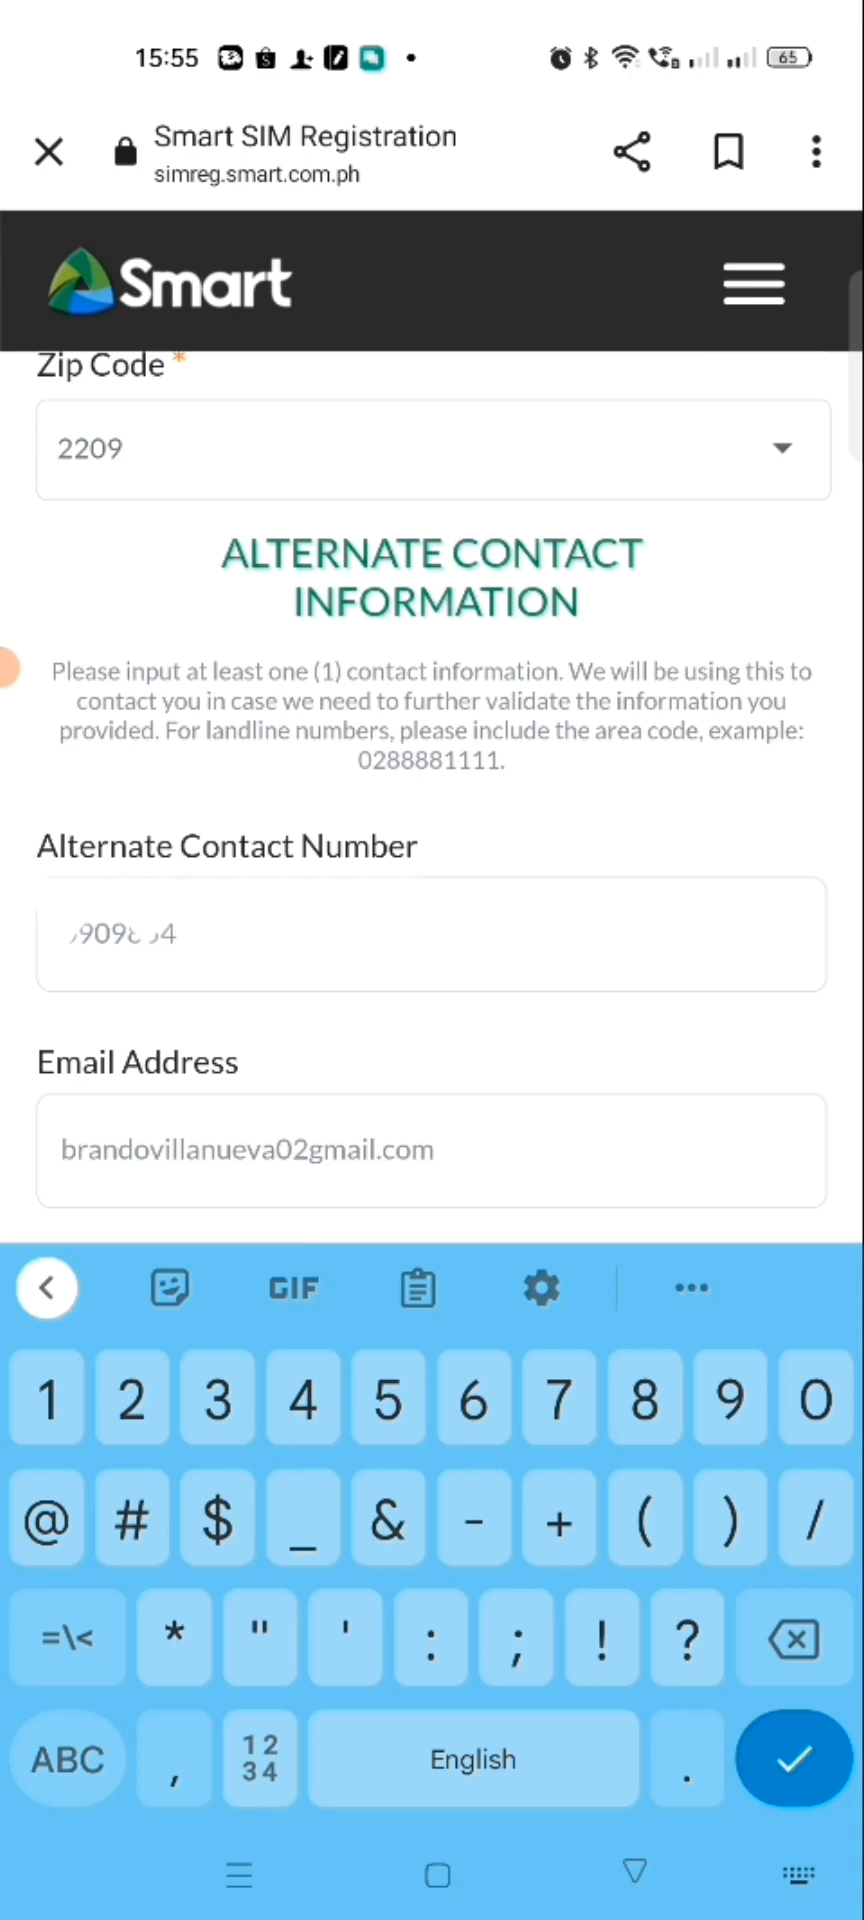 15:55
65
Smart SIM Registration
simreg.smart.com.ph
Smart
Zip Code *
2209
ALTERNATE CONTACT
INFORMATION
Please input at least one (1) contact information. We will be using this to
contact you in case we need to further validate the information you
provided. For landline numbers, please include the area code, example:
0288881111.
Alternate Contact Number
Email Address
brandovillanueva02gmail.com
GIF
1 2 3 4 5 6 7 8 9 0
@ # $ _ & - + ( ) /
=\< * " ' : ; ! ?
ABC , 12 34 English .